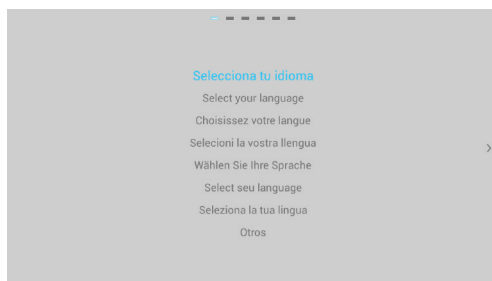 Selecciona tu idioma
Select your language
Choisissez votre langue
Selecioni la vostra llengua
Wählen Sie Ihre Sprache
Select seu language
Seleziona la tua lingua
Otros